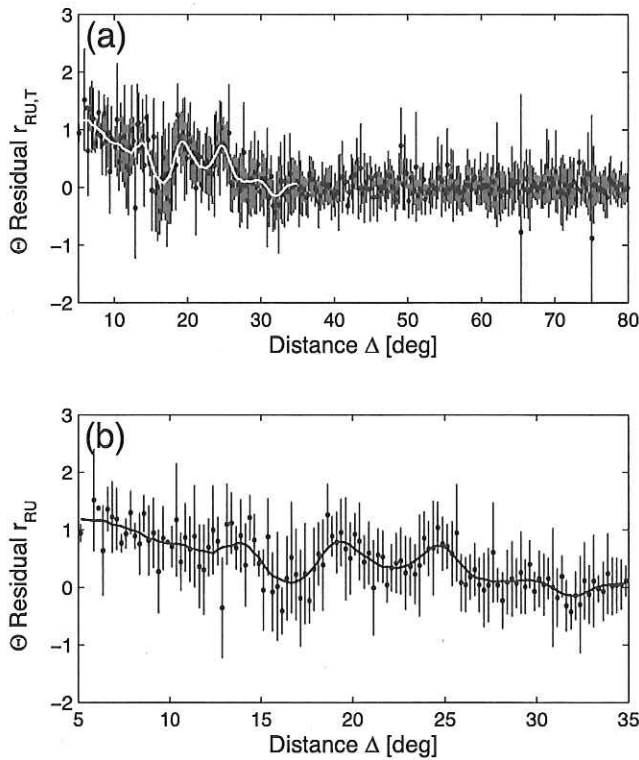 (a)
Θ Residual r_RU,T
3
2
1
0
−1
−2
10 20 30 40 50 60 70 80
Distance Δ [deg]
(b)
Θ Residual r_RU
3
2
1
0
−1
−2
5 10 15 20 25 30 35
Distance Δ [deg]